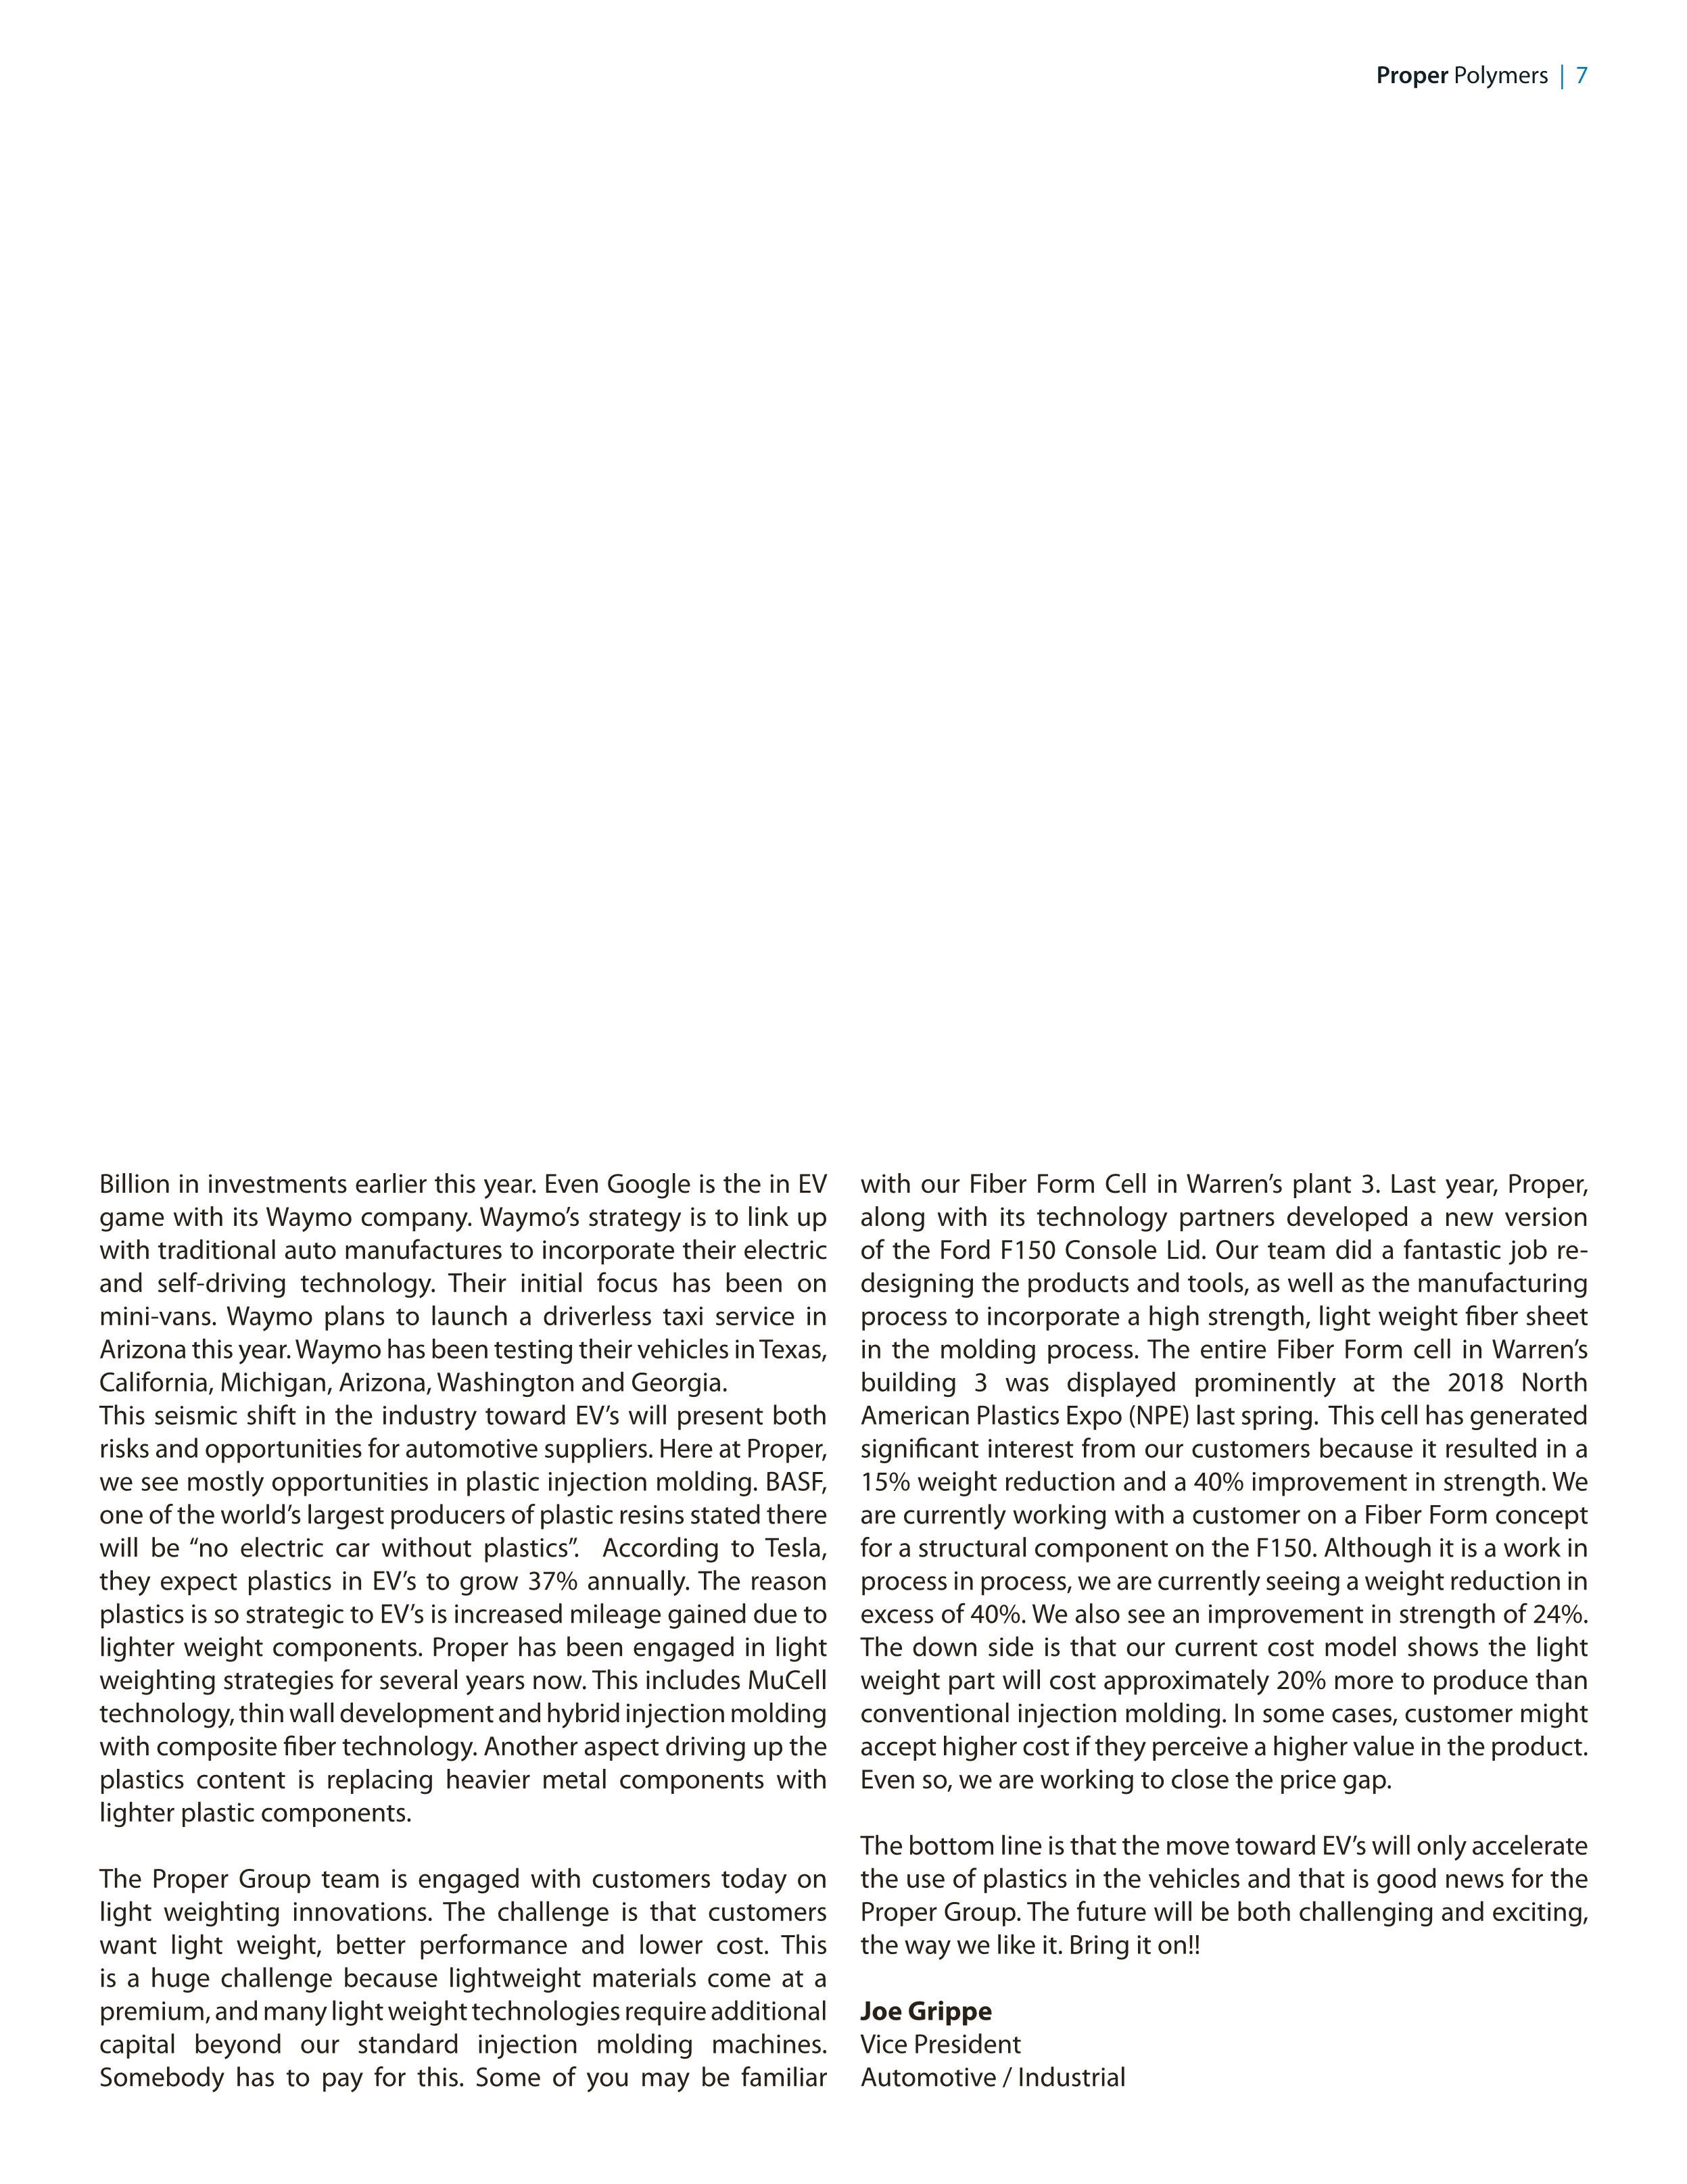 Proper Polymers | 7
Billion in investments earlier this year. Even Google is the in EV
game with its Waymo company. Waymo’s strategy is to link up
with traditional auto manufactures to incorporate their electric
and self-driving technology. Their initial focus has been on
mini-vans. Waymo plans to launch a driverless taxi service in
Arizona this year. Waymo has been testing their vehicles in Texas,
California, Michigan, Arizona, Washington and Georgia.
This seismic shift in the industry toward EV’s will present both
risks and opportunities for automotive suppliers. Here at Proper,
we see mostly opportunities in plastic injection molding. BASF,
one of the world’s largest producers of plastic resins stated there
will be “no electric car without plastics”. According to Tesla,
they expect plastics in EV’s to grow 37% annually. The reason
plastics is so strategic to EV’s is increased mileage gained due to
lighter weight components. Proper has been engaged in light
weighting strategies for several years now. This includes MuCell
technology, thin wall development and hybrid injection molding
with composite fiber technology. Another aspect driving up the
plastics content is replacing heavier metal components with
lighter plastic components.
The Proper Group team is engaged with customers today on
light weighting innovations. The challenge is that customers
want light weight, better performance and lower cost. This
is a huge challenge because lightweight materials come at a
premium, and many light weight technologies require additional
capital beyond our standard injection molding machines.
Somebody has to pay for this. Some of you may be familiar
with our Fiber Form Cell in Warren’s plant 3. Last year, Proper,
along with its technology partners developed a new version
of the Ford F150 Console Lid. Our team did a fantastic job re-
designing the products and tools, as well as the manufacturing
process to incorporate a high strength, light weight fiber sheet
in the molding process. The entire Fiber Form cell in Warren’s
building 3 was displayed prominently at the 2018 North
American Plastics Expo (NPE) last spring. This cell has generated
significant interest from our customers because it resulted in a
15% weight reduction and a 40% improvement in strength. We
are currently working with a customer on a Fiber Form concept
for a structural component on the F150. Although it is a work in
process in process, we are currently seeing a weight reduction in
excess of 40%. We also see an improvement in strength of 24%.
The down side is that our current cost model shows the light
weight part will cost approximately 20% more to produce than
conventional injection molding. In some cases, customer might
accept higher cost if they perceive a higher value in the product.
Even so, we are working to close the price gap.
The bottom line is that the move toward EV’s will only accelerate
the use of plastics in the vehicles and that is good news for the
Proper Group. The future will be both challenging and exciting,
the way we like it. Bring it on!!
Joe Grippe
Vice President
Automotive / Industrial